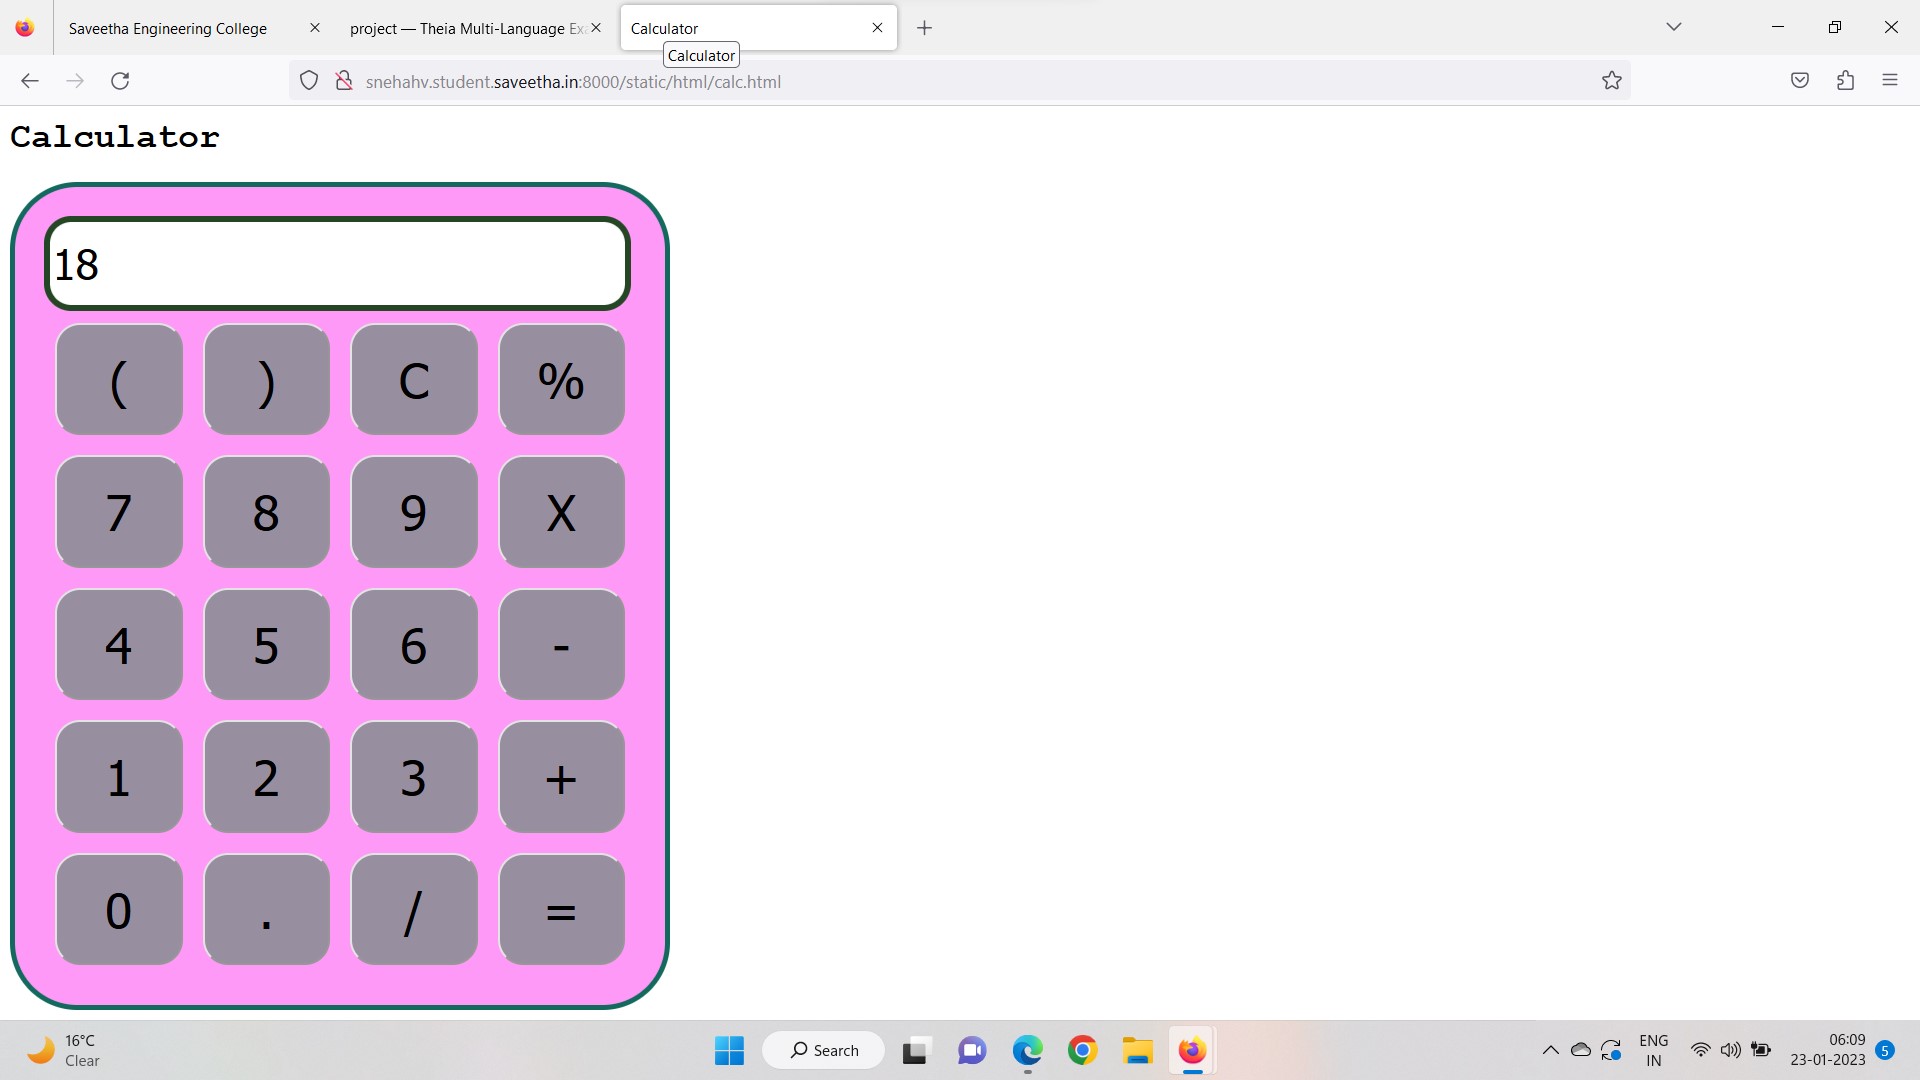 Saveetha Engineering College
project — Theia Multi-Language Exa
Calculator
Calculator
snehahv.student.saveetha.in:8000/static/html/calc.html
Calculator
18
( ) C %
7 8 9 X
4 5 6 -
1 2 3 +
0 . / =
16°C
Clear
Search
ENG
IN
06:09
23-01-2023
5